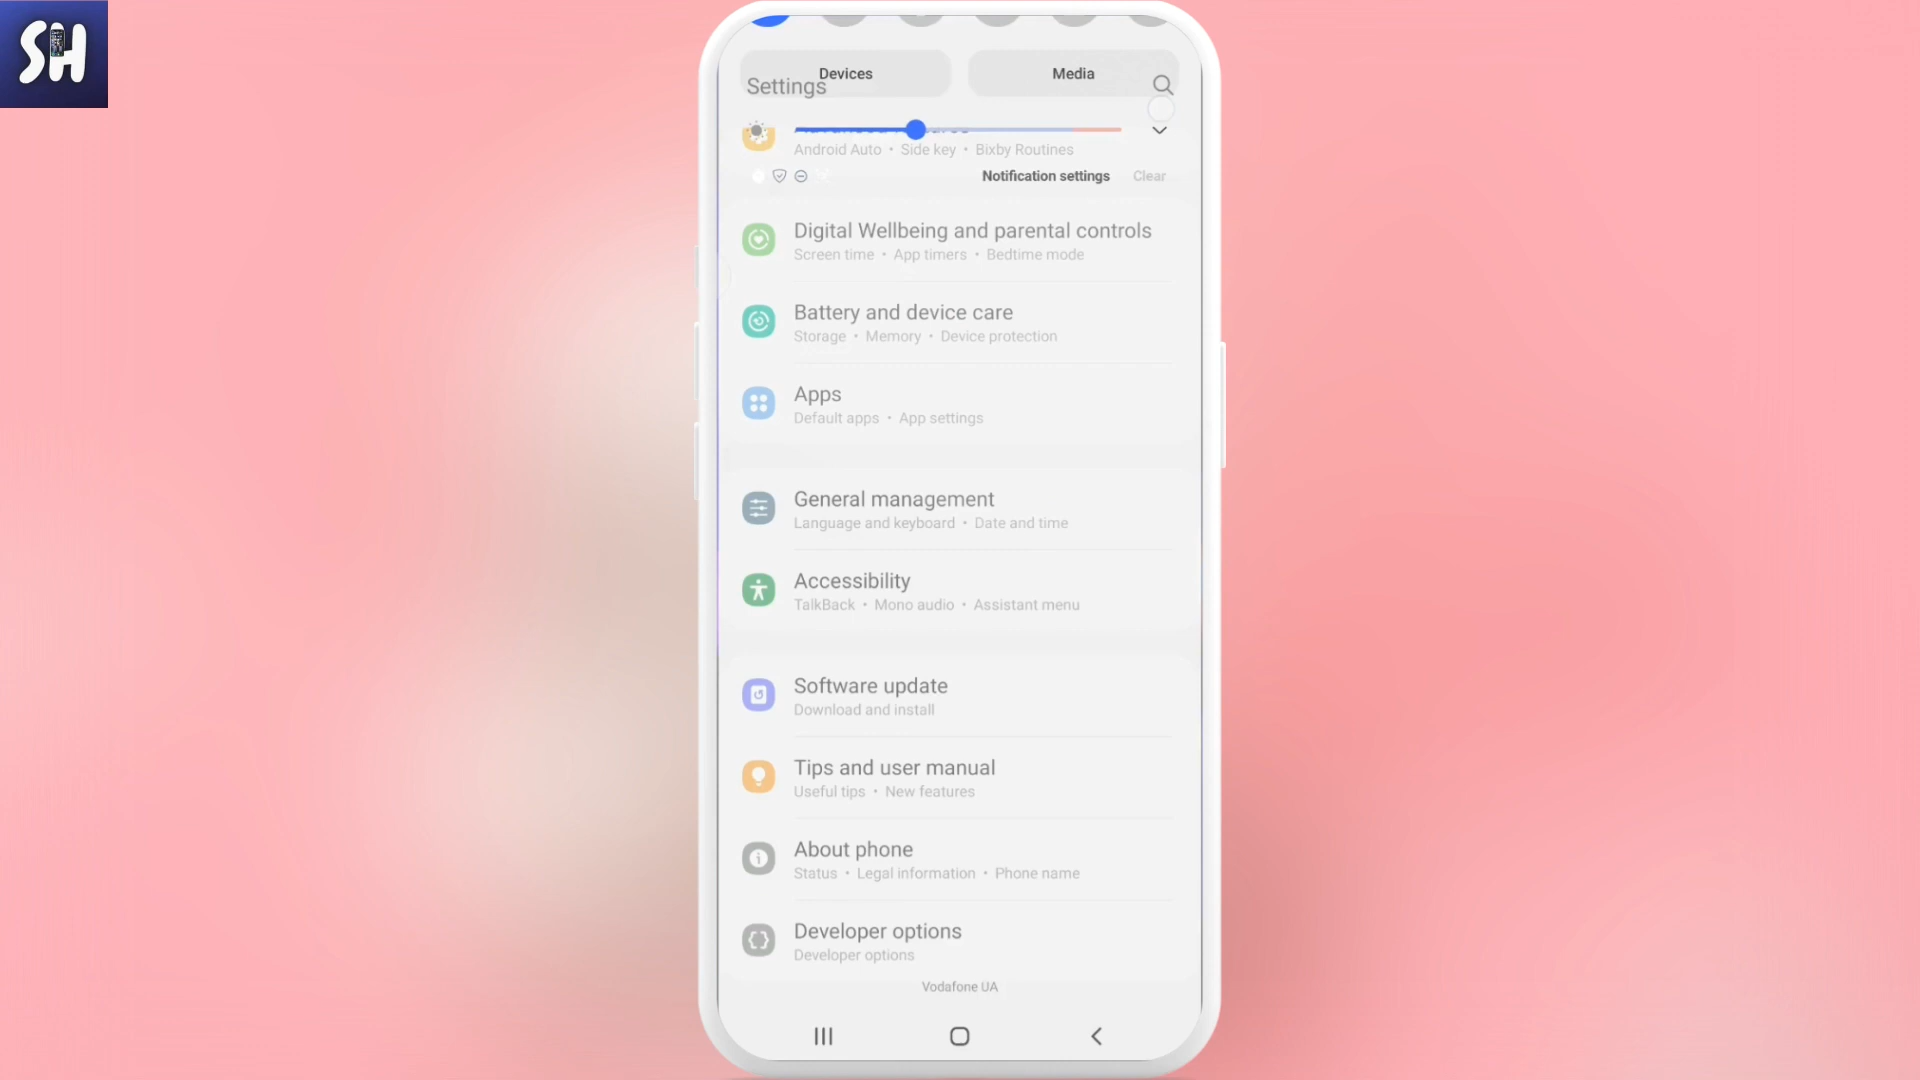 SH
Devices
Media
Settings
Android Auto • Side key • Bixby Routines
Notification settings
Clear
Digital Wellbeing and parental controls
Screen time • App timers • Bedtime mode
Battery and device care
Storage • Memory • Device protection
Apps
Default apps • App settings
General management
Language and keyboard • Date and time
Accessibility
TalkBack • Mono audio • Assistant menu
Software update
Download and install
Tips and user manual
Useful tips • New features
About phone
Status • Legal information • Phone name
Developer options
Developer options
Vodafone UA